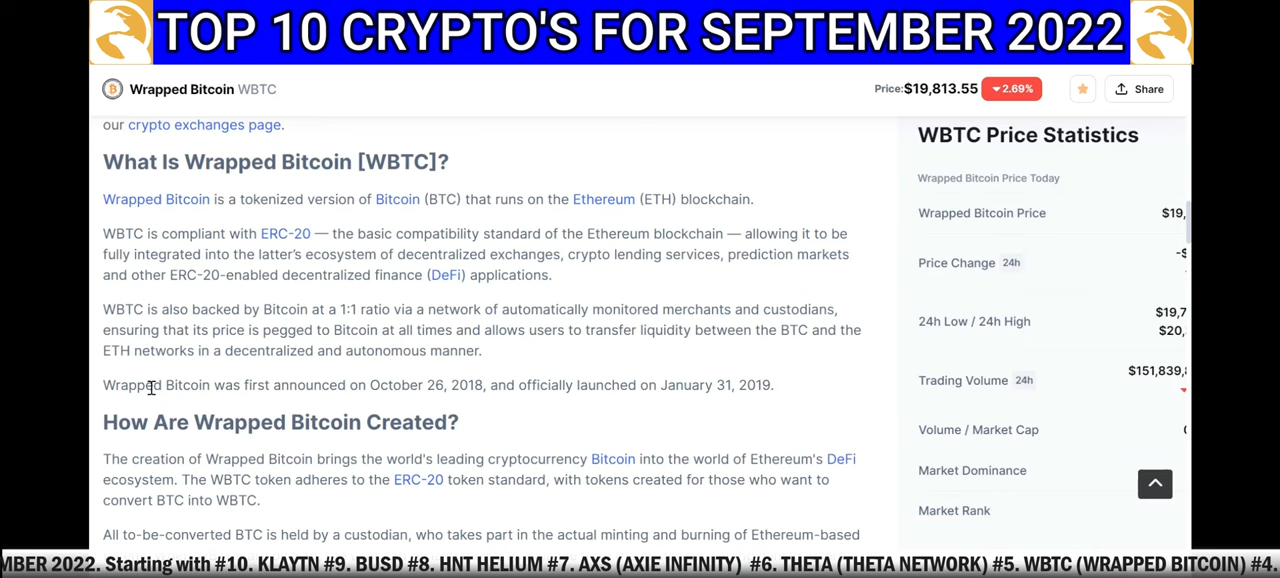 TOP 10 CRYPTO'S FOR SEPTEMBER 2022
Wrapped Bitcoin WBTC
Price:$19,813.55 2.69%
Share
our crypto exchanges page.
What Is Wrapped Bitcoin [WBTC]?
Wrapped Bitcoin is a tokenized version of Bitcoin (BTC) that runs on the Ethereum (ETH) blockchain.
WBTC is compliant with ERC-20 — the basic compatibility standard of the Ethereum blockchain — allowing it to be
fully integrated into the latter's ecosystem of decentralized exchanges, crypto lending services, prediction markets
and other ERC-20-enabled decentralized finance (DeFi) applications.
WBTC is also backed by Bitcoin at a 1:1 ratio via a network of automatically monitored merchants and custodians,
ensuring that its price is pegged to Bitcoin at all times and allows users to transfer liquidity between the BTC and the
ETH networks in a decentralized and autonomous manner.
Wrapped Bitcoin was first announced on October 26, 2018, and officially launched on January 31, 2019.
How Are Wrapped Bitcoin Created?
The creation of Wrapped Bitcoin brings the world's leading cryptocurrency Bitcoin into the world of Ethereum's DeFi
ecosystem. The WBTC token adheres to the ERC-20 token standard, with tokens created for those who want to
convert BTC into WBTC.
All to-be-converted BTC is held by a custodian, who takes part in the actual minting and burning of Ethereum-based
WBTC Price Statistics
Wrapped Bitcoin Price Today
Wrapped Bitcoin Price $19,
Price Change 24h -$
24h Low / 24h High $19,7
$20,
Trading Volume 24h $151,839,
Volume / Market Cap
Market Dominance
Market Rank
MBER 2022. Starting with #10. KLAYTN #9. BUSD #8. HNT HELIUM #7. AXS (AXIE INFINITY) #6. THETA (THETA NETWORK) #5. WBTC (WRAPPED BITCOIN) #4.